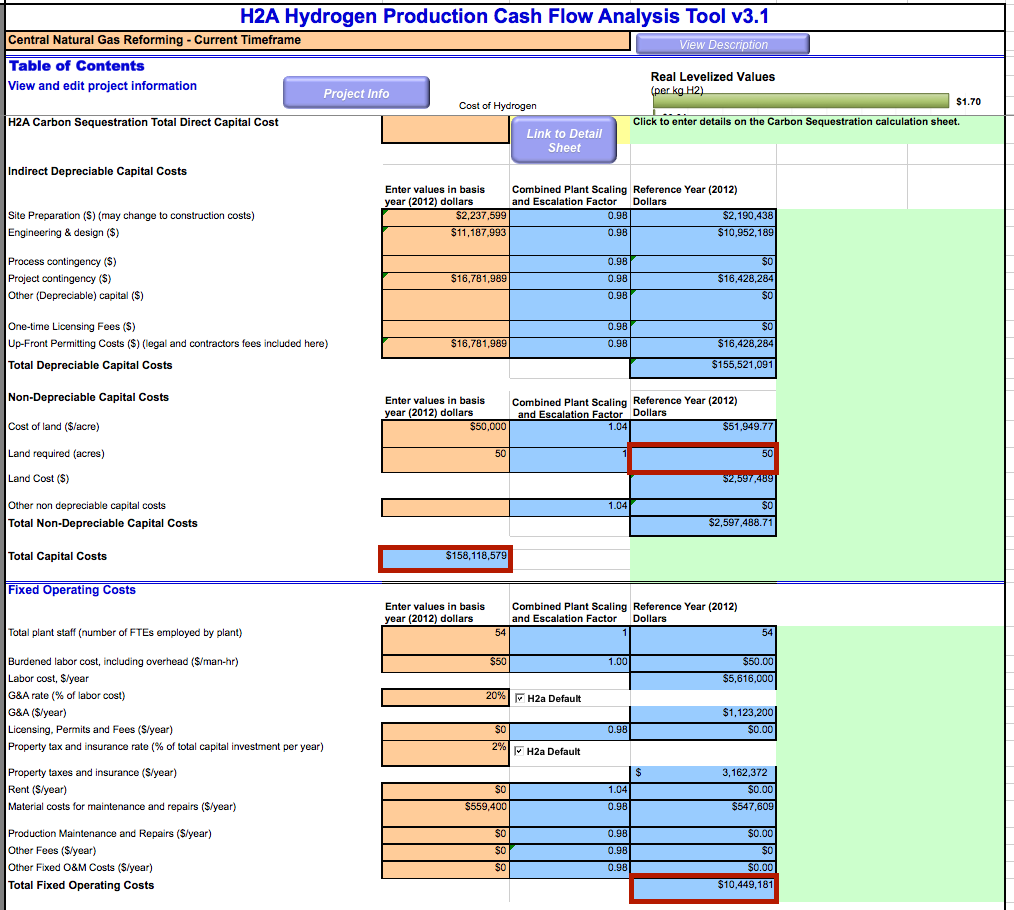 H2A Hydrogen Production Cash Flow Analysis Tool v3.1
Central Natural Gas Reforming - Current Timeframe
View Description
Table of Contents
View and edit project information
Project Info
Cost of Hydrogen
Real Levelized Values
(per kg H2)
$1.70
H2A Carbon Sequestration Total Direct Capital Cost
Link to Detail
Sheet
Click to enter details on the Carbon Sequestration calculation sheet.
Indirect Depreciable Capital Costs
Enter values in basis Combined Plant Scaling Reference Year (2012)
year (2012) dollars and Escalation Factor Dollars
Site Preparation ($) (may change to construction costs) $2,237,599 0.98 $2,190,438
Engineering & design ($) $11,187,993 0.98 $10,952,189
Process contingency ($) 0.98 $0
Project contingency ($) $16,781,989 0.98 $16,428,284
Other (Depreciable) capital ($) 0.98 $0
One-time Licensing Fees ($) 0.98 $0
Up-Front Permitting Costs ($) (legal and contractors fees included here) $16,781,989 0.98 $16,428,284
Total Depreciable Capital Costs $155,521,091
Non-Depreciable Capital Costs
Enter values in basis Combined Plant Scaling Reference Year (2012)
year (2012) dollars and Escalation Factor Dollars
Cost of land ($/acre) $50,000 1.04 $51,949.77
Land required (acres) 50 1 50
Land Cost ($) $2,597,489
Other non depreciable capital costs 1.04 $0
Total Non-Depreciable Capital Costs $2,597,488.71
Total Capital Costs $158,118,579
Fixed Operating Costs
Enter values in basis Combined Plant Scaling Reference Year (2012)
year (2012) dollars and Escalation Factor Dollars
Total plant staff (number of FTEs employed by plant) 54 1 54
Burdened labor cost, including overhead ($/man-hr) $50 1.00 $50.00
Labor cost, $/year $5,616,000
G&A rate (% of labor cost) 20% H2a Default
G&A ($/year) $1,123,200
Licensing, Permits and Fees ($/year) $0 0.98 $0.00
Property tax and insurance rate (% of total capital investment per year) 2% H2a Default
Property taxes and insurance ($/year) $ 3,162,372
Rent ($/year) $0 1.04 $0.00
Material costs for maintenance and repairs ($/year) $559,400 0.98 $547,609
Production Maintenance and Repairs ($/year) $0 0.98 $0.00
Other Fees ($/year) $0 0.98 $0
Other Fixed O&M Costs ($/year) $0 0.98 $0.00
Total Fixed Operating Costs $10,449,181